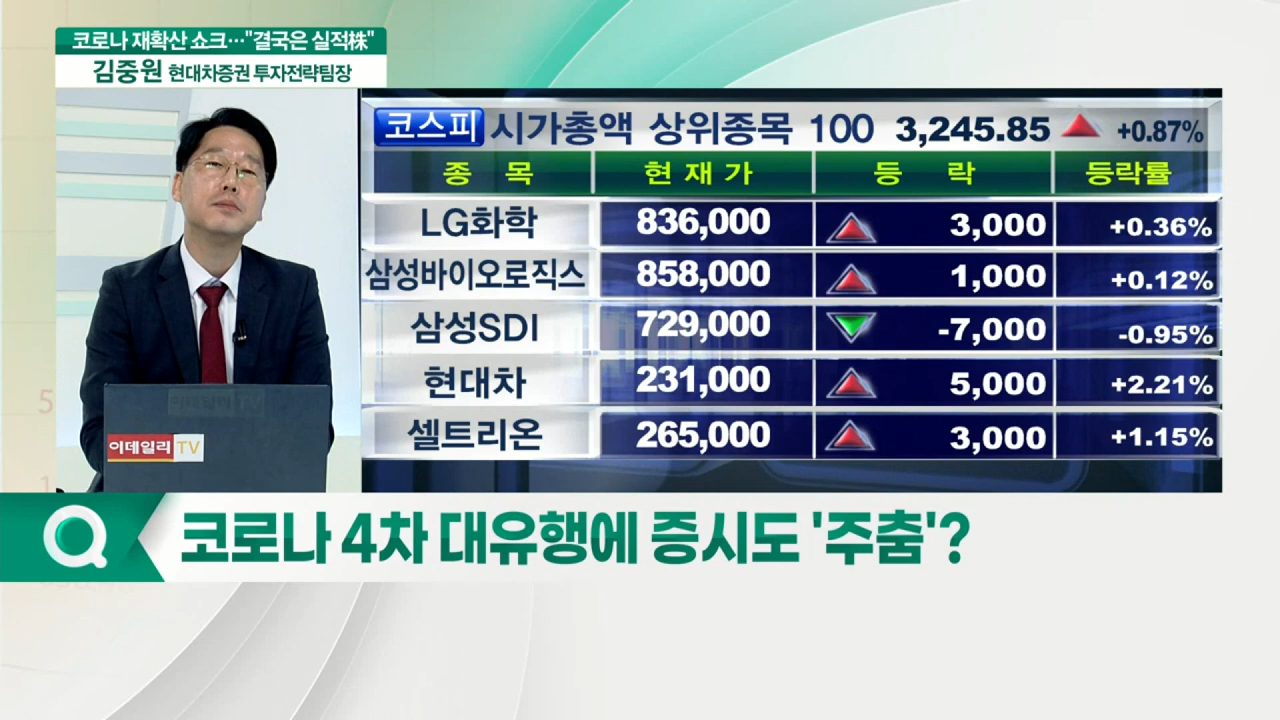 코로나 재확산 쇼크…"결국은 실적株"
김중원 현대차증권 투자전략팀장
코스피 시가총액 상위종목 100 3,245.85 +0.87%
종 목 현 재 가 등 락 등락률
LG화학 836,000 3,000 +0.36%
삼성바이오로직스 858,000 1,000 +0.12%
삼성SDI 729,000 -7,000 -0.95%
현대차 231,000 5,000 +2.21%
셀트리온 265,000 3,000 +1.15%
이데일리TV
이데일리 TV
코로나 4차 대유행에 증시도 '주춤'?